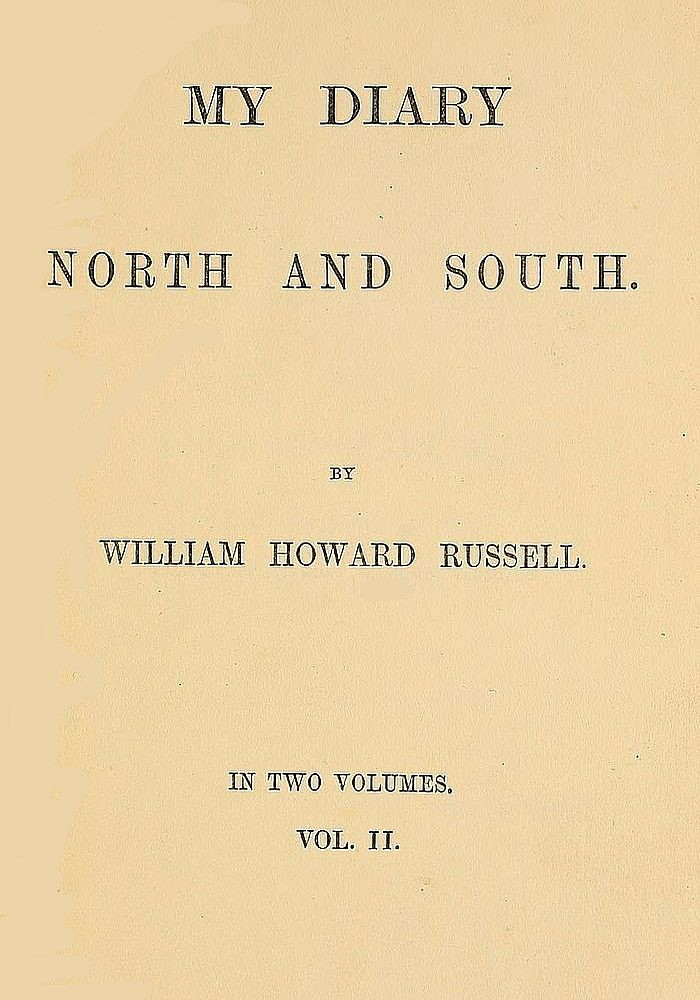 MY DIARY
NORTH AND SOUTH.
BY
WILLIAM HOWARD RUSSELL.
IN TWO VOLUMES.
VOL. II.